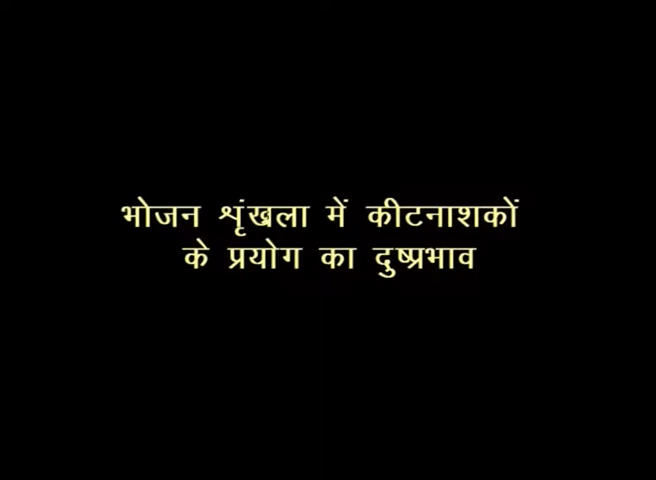 भोजन शृंखला में कीटनाशकों
के प्रयोग का दुष्प्रभाव